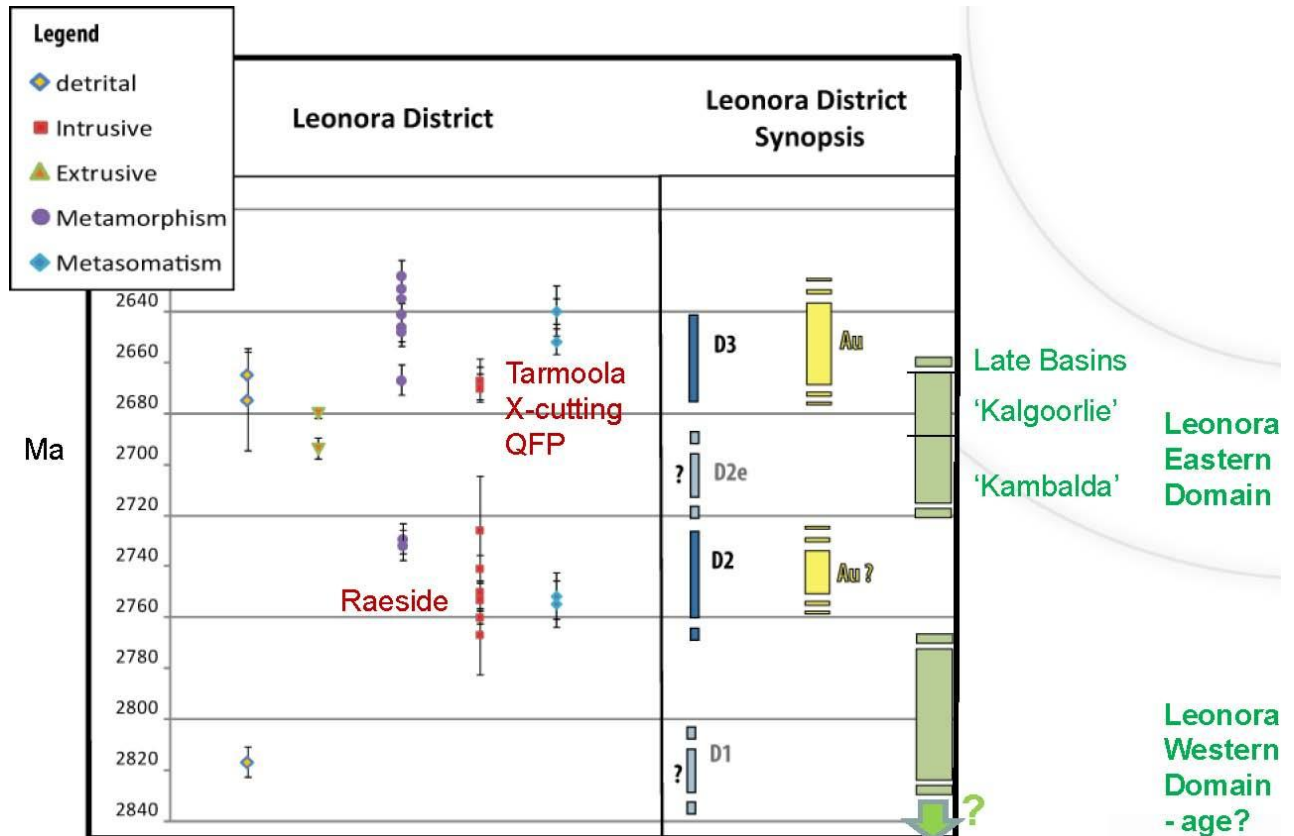 Legend
detrital
Intrusive
Extrusive
Metamorphism
Metasomatism
Leonora District
Leonora District
Synopsis
Ma
2640
2660
2680
2700
2720
2740
2760
2780
2800
2820
2840
Tarmoola
X-cutting
QFP
Raeside
D3
? D2e
D2
? D1
Au
Au ?
Late Basins
‘Kalgoorlie’
‘Kambalda’
Leonora
Eastern
Domain
Leonora
Western
Domain
- age?
?